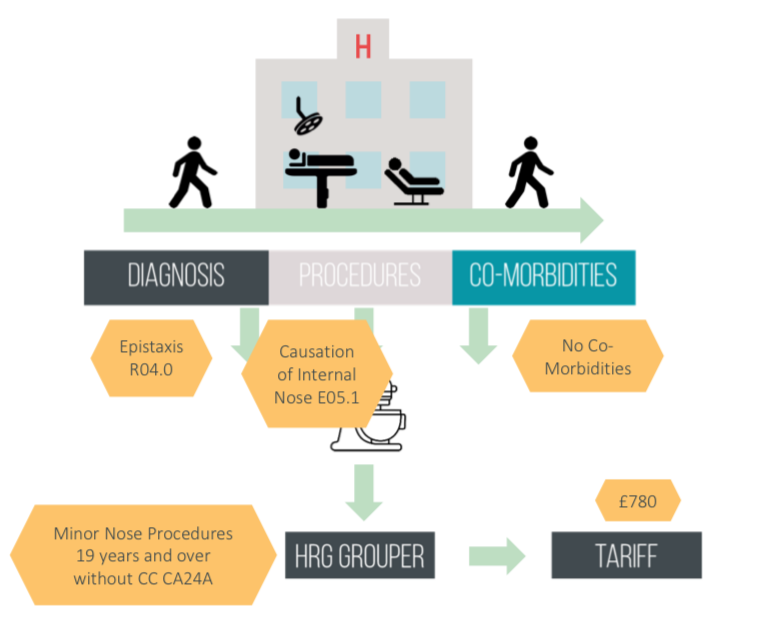 H
DIAGNOSIS
PROCEDURES
CO-MORBIDITIES
Epistaxis
R04.0
Causation
of Internal
Nose E05.1
No Co-
Morbidities
Minor Nose Procedures
19 years and over
without CC CA24A
HRG GROUPER
£780
TARIFF